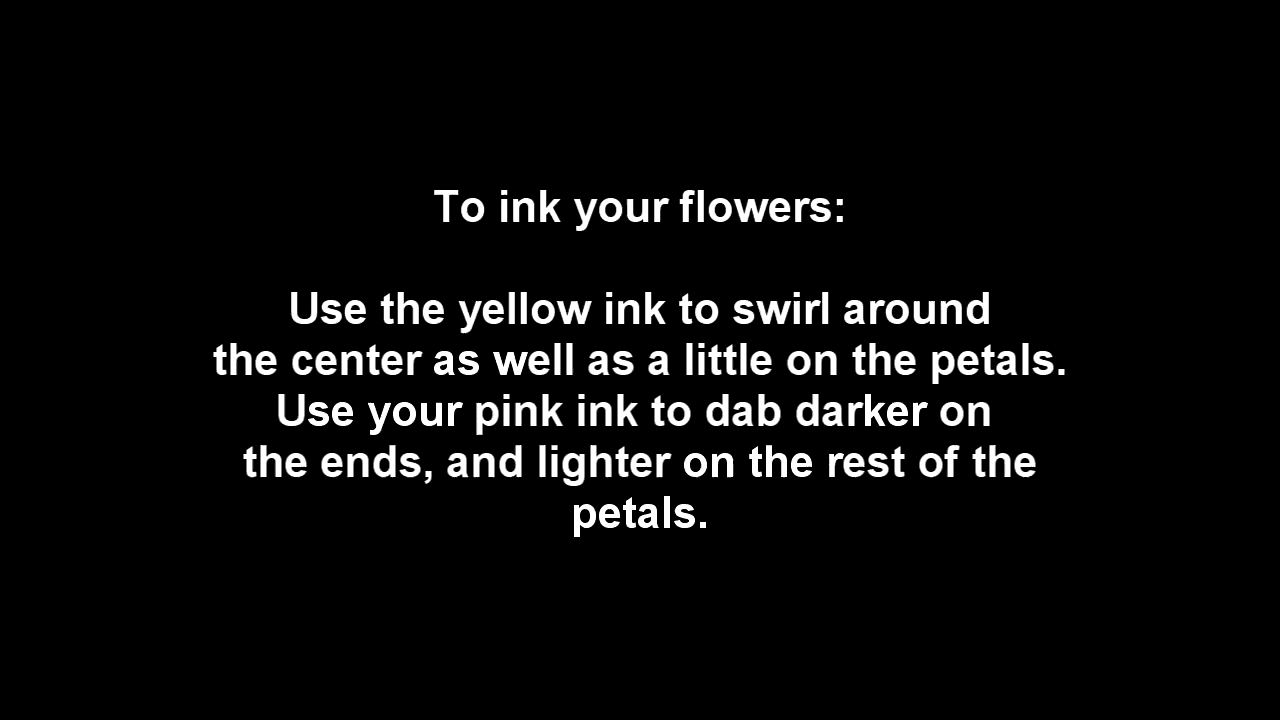 To ink your flowers:
Use the yellow ink to swirl around
the center as well as a little on the petals.
Use your pink ink to dab darker on
the ends, and lighter on the rest of the
petals.